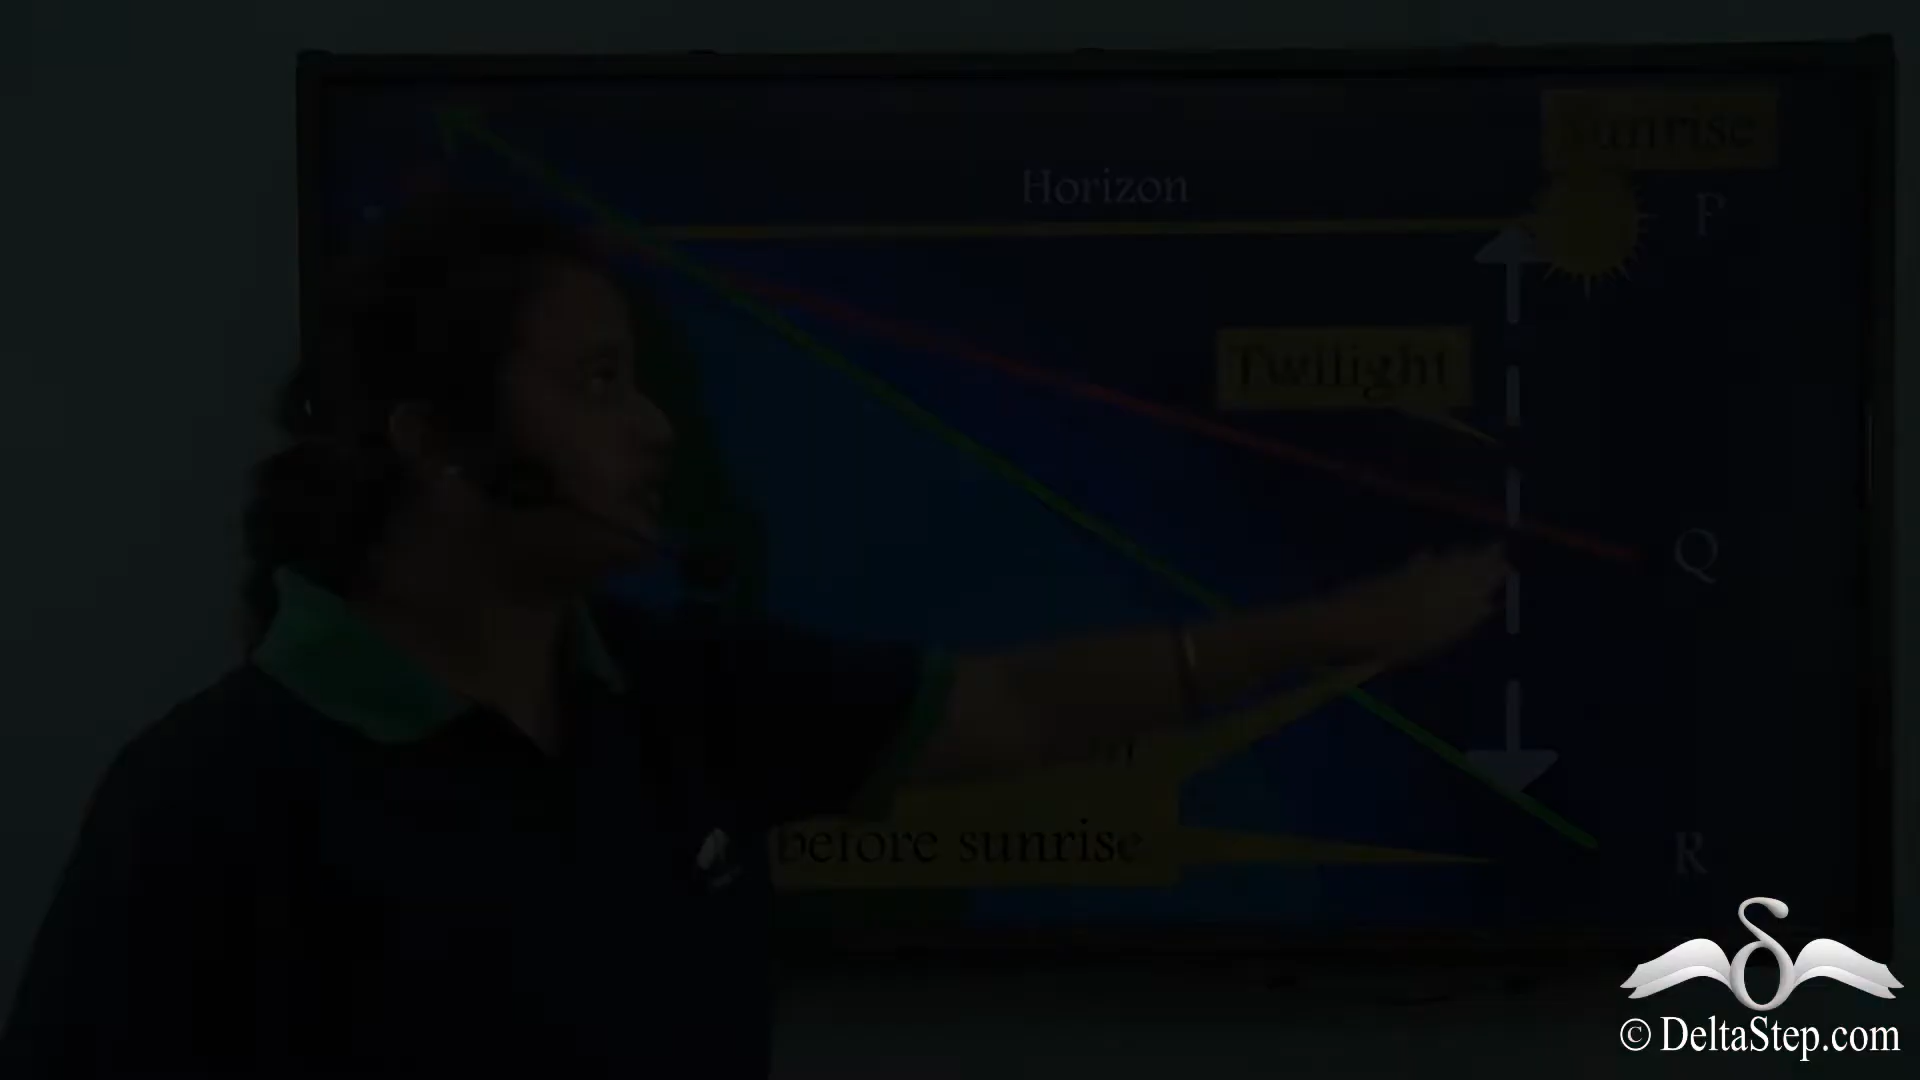 Sunrise
Horizon
P
Twilight
Q
before sunrise
R
© DeltaStep.com